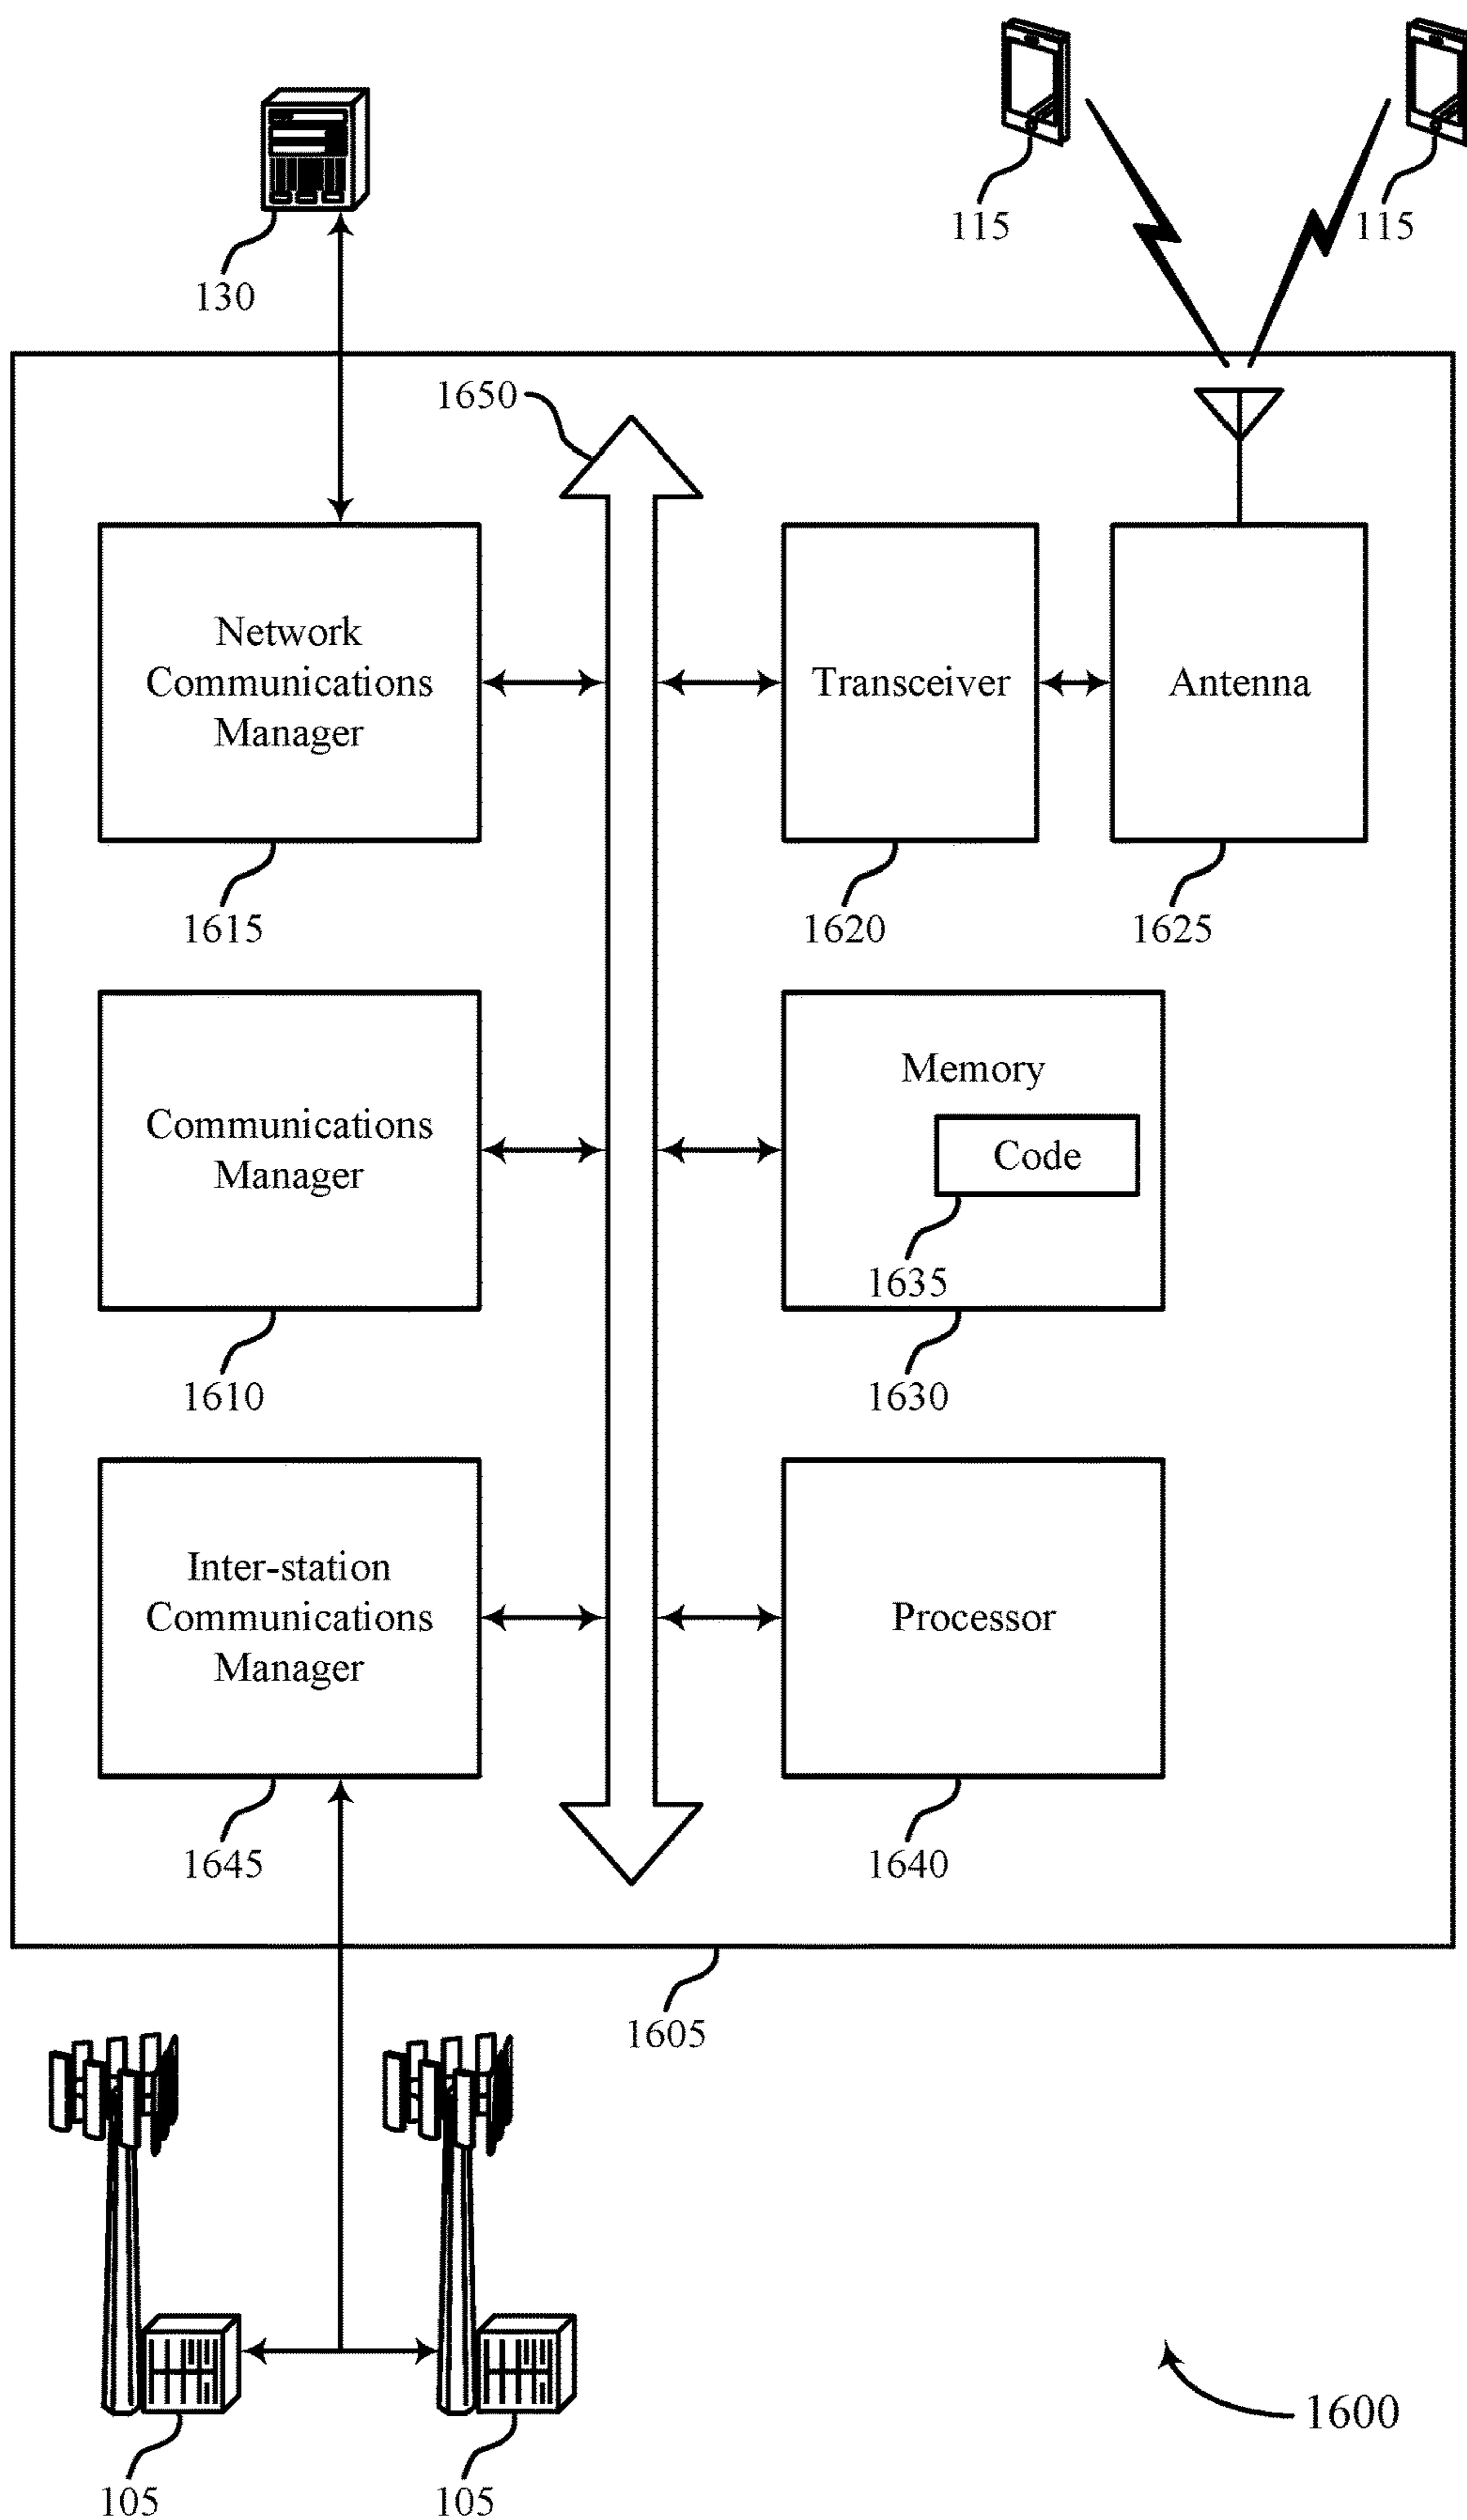 115
115
130
1650
Network
Communications
Manager
Transceiver
Antenna
1615
1620
1625
Communications
Manager
Memory
Code
1635
1610
1630
Inter-station
Communications
Manager
Processor
1645
1640
1605
1600
105
105